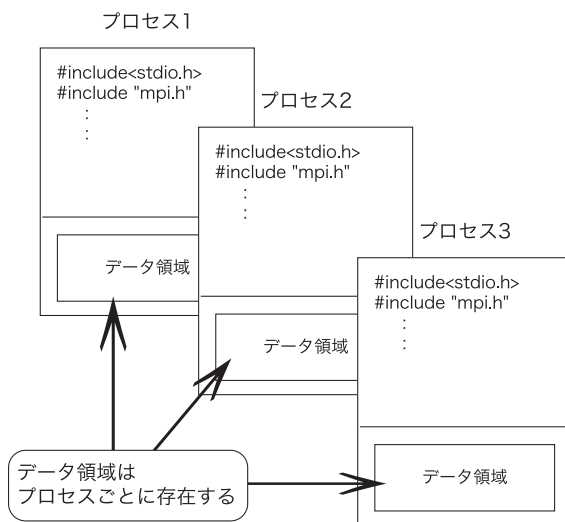 プロセス1
#include<stdio.h>
#include "mpi.h"
:
:
データ領域
プロセス2
#include<stdio.h>
#include "mpi.h"
:
:
データ領域
プロセス3
#include<stdio.h>
#include "mpi.h"
:
:
データ領域
データ領域は
プロセスごとに存在する